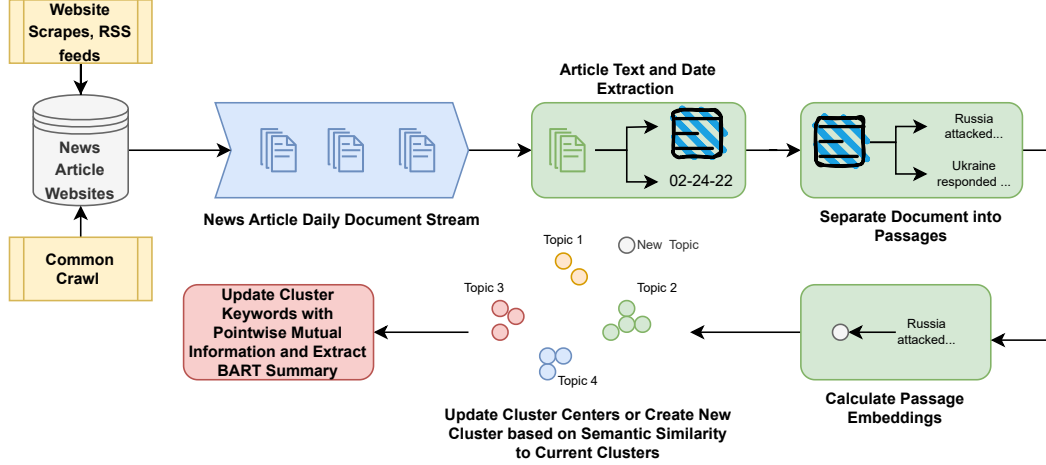 Website
Scrapes, RSS
feeds
News
Article
Websites
Common
Crawl
News Article Daily Document Stream
Article Text and Date
Extraction
02-24-22
Russia
attacked...
Ukraine
responded ...
Separate Document into
Passages
Russia
attacked...
Calculate Passage
Embeddings
Topic 1
New Topic
Topic 3
Topic 2
Topic 4
Update Cluster Centers or Create New
Cluster based on Semantic Similarity
to Current Clusters
Update Cluster
Keywords with
Pointwise Mutual
Information and Extract
BART Summary